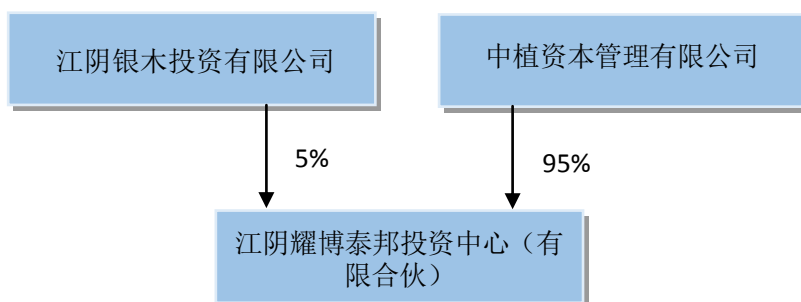 江阴银木投资有限公司
中植资本管理有限公司
5%
95%
江阴耀博泰邦投资中心（有
限合伙）